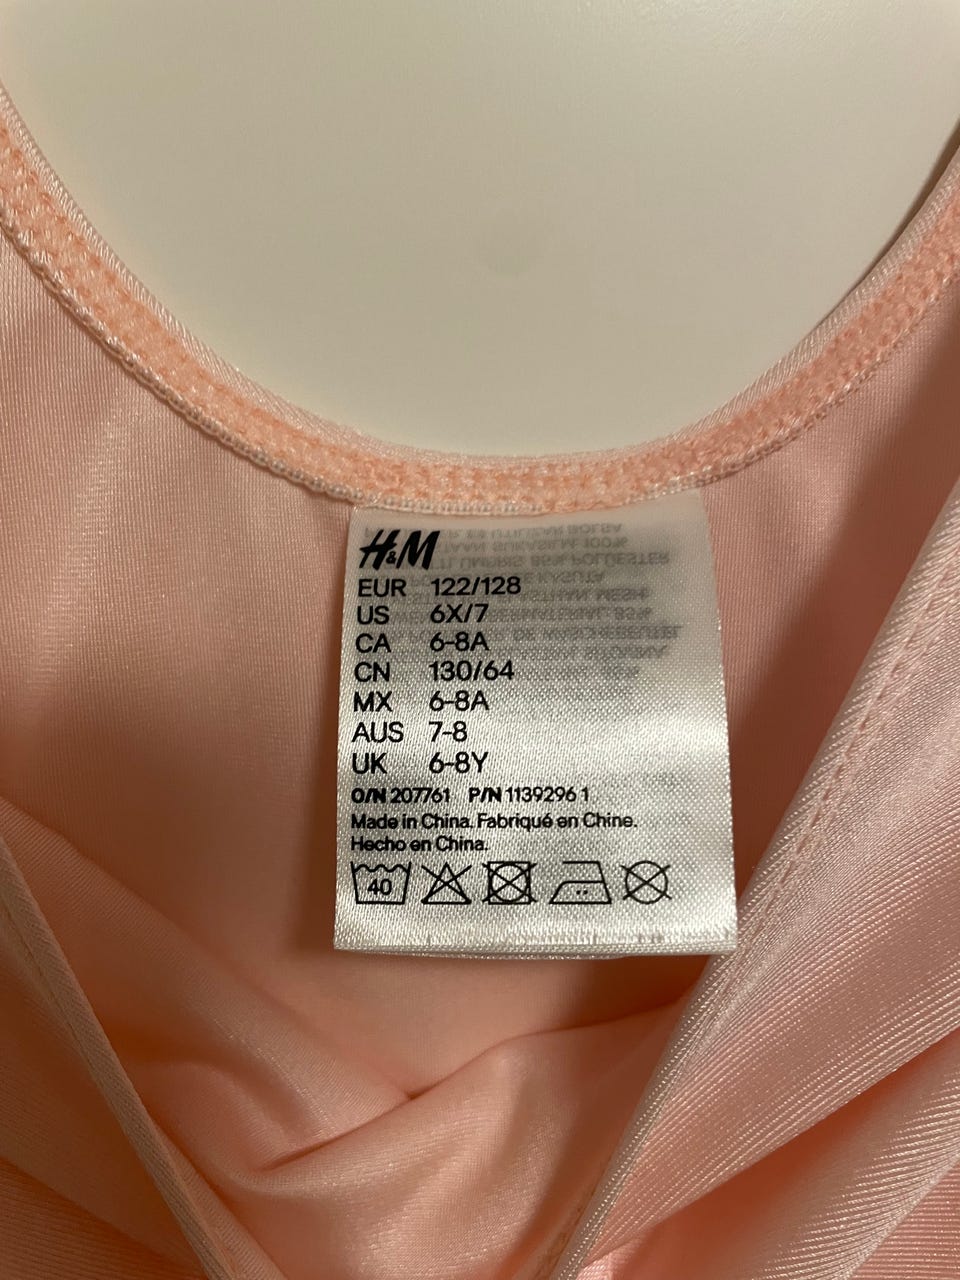 H&M
EUR 122/128
US 6X/7
CA 6-8A
CN 130/64
MX 6-8A
AUS 7-8
UK 6-8Y
O/N 207761 P/N 1139296 1
Made in China. Fabriqué en Chine.
Hecho en China.
40